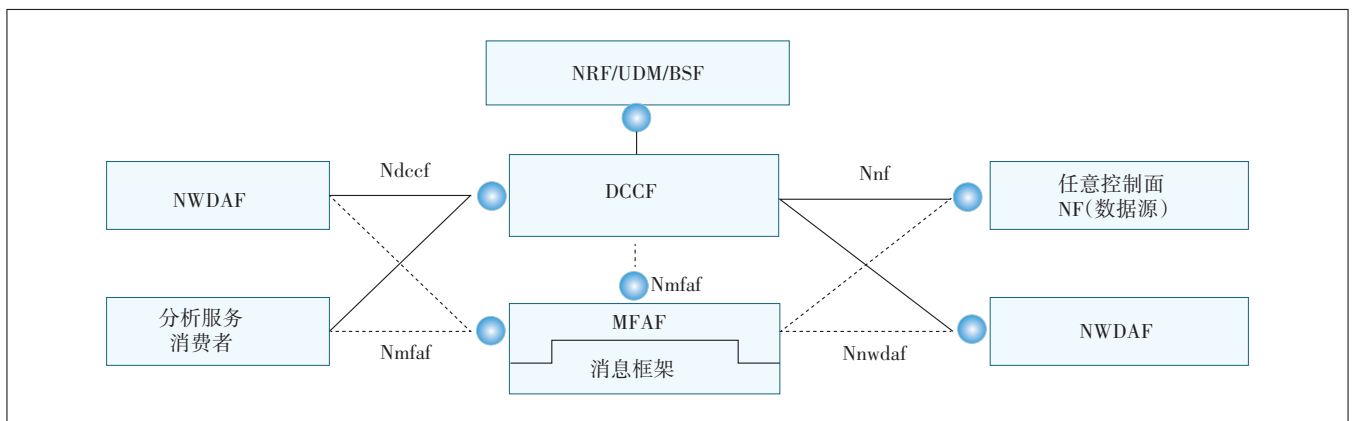 NRF/UDM/BSF
Ndccf
Nnf
NWDAF
DCCF
任意控制面
NF(数据源)
Nmfaf
分析服务
消费者
MFAF
NWDAF
Nmfaf
消息框架
Nnwdaf